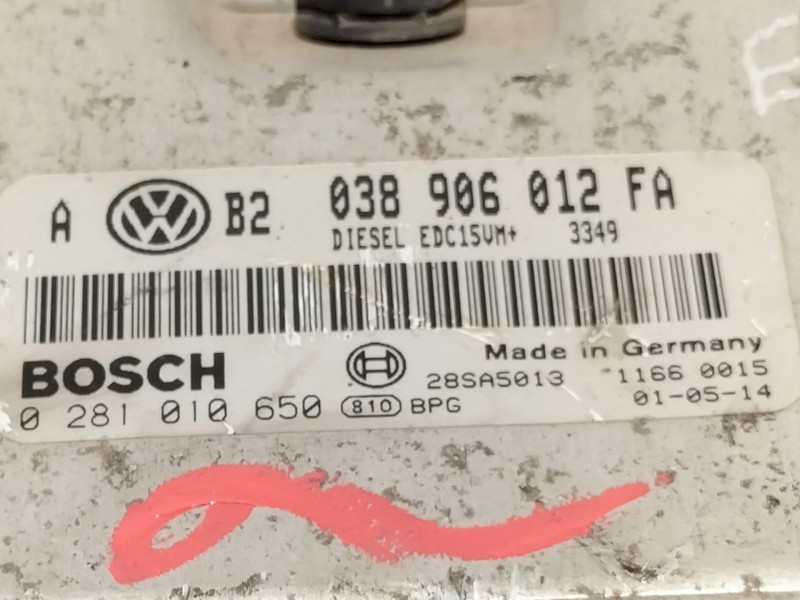 E
A VW B2 038 906 012 FA
DIESEL EDC15VM+ 3349
BOSCH Made in Germany
28SA5013 1166 0015
0 281 010 650 810 BPG 01-05-14